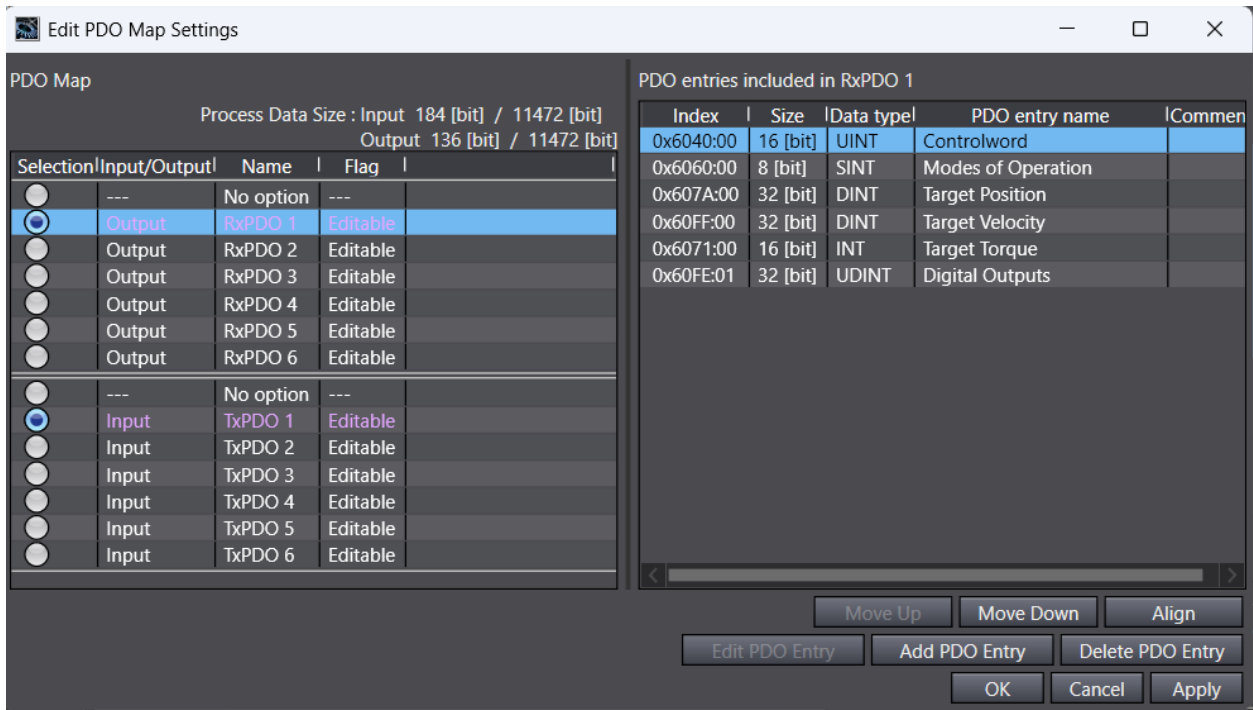 Edit PDO Map Settings
PDO Map
Process Data Size : Input 184 [bit] / 11472 [bit]
Output 136 [bit] / 11472 [bit]
Selection Input/Output Name Flag
--- No option ---
Output RxPDO 1 Editable
Output RxPDO 2 Editable
Output RxPDO 3 Editable
Output RxPDO 4 Editable
Output RxPDO 5 Editable
Output RxPDO 6 Editable
--- No option ---
Input TxPDO 1 Editable
Input TxPDO 2 Editable
Input TxPDO 3 Editable
Input TxPDO 4 Editable
Input TxPDO 5 Editable
Input TxPDO 6 Editable
PDO entries included in RxPDO 1
Index Size Data type PDO entry name Commen
0x6040:00 16 [bit] UINT Controlword
0x6060:00 8 [bit] SINT Modes of Operation
0x607A:00 32 [bit] DINT Target Position
0x60FF:00 32 [bit] DINT Target Velocity
0x6071:00 16 [bit] INT Target Torque
0x60FE:01 32 [bit] UDINT Digital Outputs
Move Up Move Down Align
Edit PDO Entry Add PDO Entry Delete PDO Entry
OK Cancel Apply